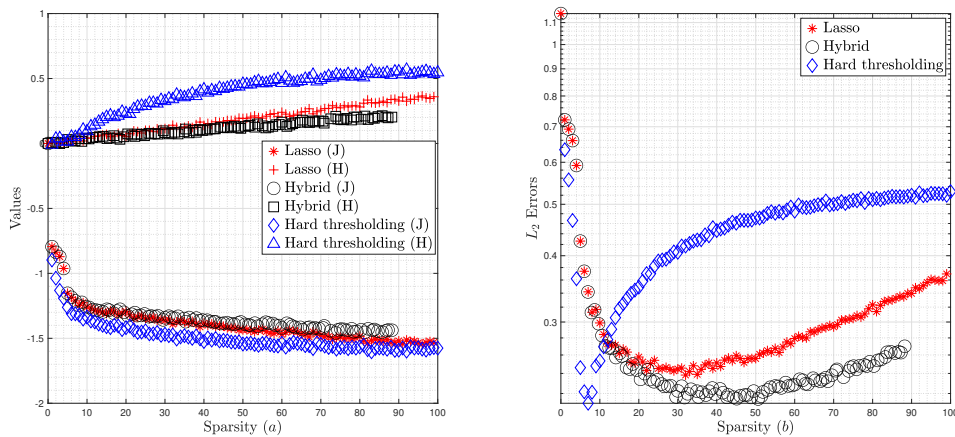 1
0.5
0
-0.5
-1
-1.5
-2
Values
0
10
20
30
40
50
60
70
80
90
100
Sparsity (a)
Lasso (J)
Lasso (H)
Hybrid (J)
Hybrid (H)
Hard thresholding (J)
Hard thresholding (H)
1.1
0.9
0.8
0.7
0.6
0.5
0.4
0.3
L2 Errors
0
10
20
30
40
50
60
70
80
90
100
Sparsity (b)
Lasso
Hybrid
Hard thresholding